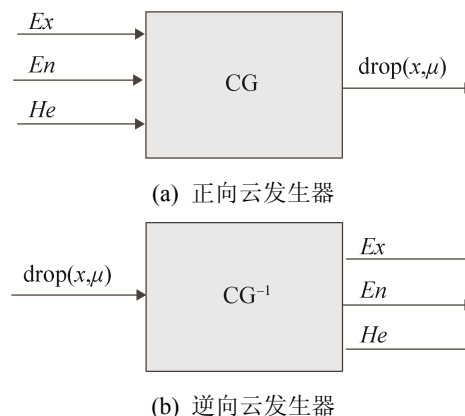 Ex
En
He
CG
drop(x,μ)
(a) 正向云发生器
drop(x,μ)
CG⁻¹
Ex
En
He
(b) 逆向云发生器